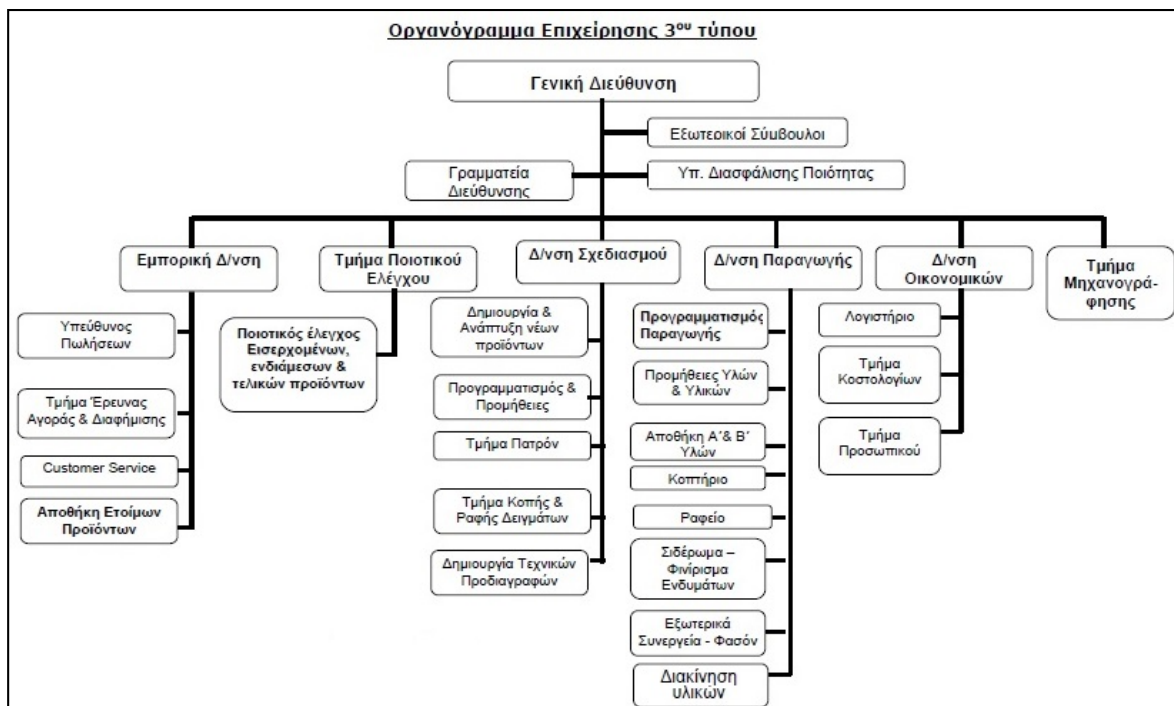 Οργανόγραμμα Επιχείρησης 3ου τύπου
Γενική Διεύθυνση
Εξωτερικοί Σύμβουλοι
Γραμματεία
Διεύθυνσης
Υπ. Διασφάλισης Ποιότητας
Εμπορική Δ/νση
Τμήμα Ποιοτικού
Ελέγχου
Δ/νση Σχεδιασμού
Δ/νση Παραγωγής
Δ/νση
Οικονομικών
Τμήμα
Μηχανογρά-
φησης
Υπεύθυνος
Πωλήσεων
Τμήμα Έρευνας
Αγοράς & Διαφήμισης
Customer Service
Αποθήκη Ετοίμων
Προϊόντων
Ποιοτικός έλεγχος
Εισερχομένων,
ενδιάμεσων &
τελικών προϊόντων
Δημιουργία &
Ανάπτυξη νέων
προϊόντων
Προγραμματισμός &
Προμήθειες
Τμήμα Πατρόν
Τμήμα Κοπής &
Ραφής Δειγμάτων
Δημιουργία Τεχνικών
Προδιαγραφών
Προγραμματισμός
Παραγωγής
Προμήθειες Υλών
& Υλικών
Αποθήκη Α΄& Β΄
Υλών
Κοπτήριο
Ραφείο
Σιδέρωμα –
Φινίρισμα
Ενδυμάτων
Εξωτερικά
Συνεργεία - Φασόν
Διακίνηση
υλικών
Λογιστήριο
Τμήμα
Κοστολογίων
Τμήμα
Προσωπικού